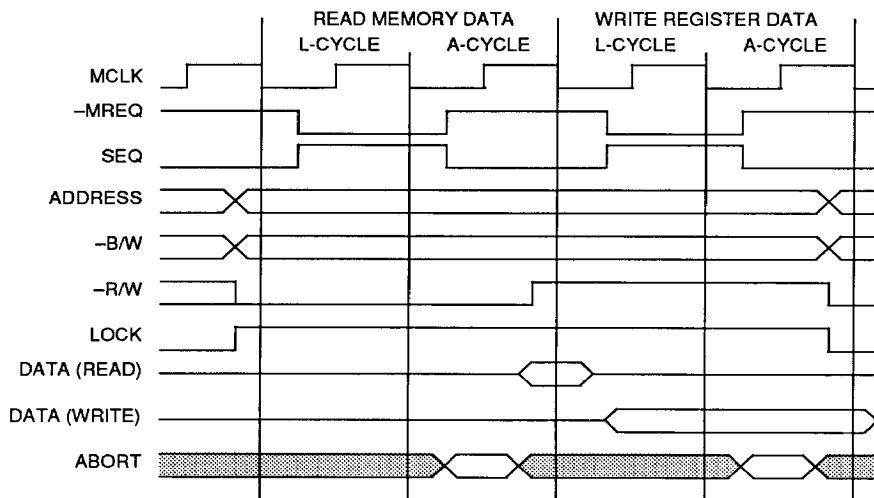 READ MEMORY DATA WRITE REGISTER DATA
L-CYCLE A-CYCLE L-CYCLE A-CYCLE
MCLK
–MREQ
SEQ
ADDRESS
–B/W
–R/W
LOCK
DATA (READ)
DATA (WRITE)
ABORT